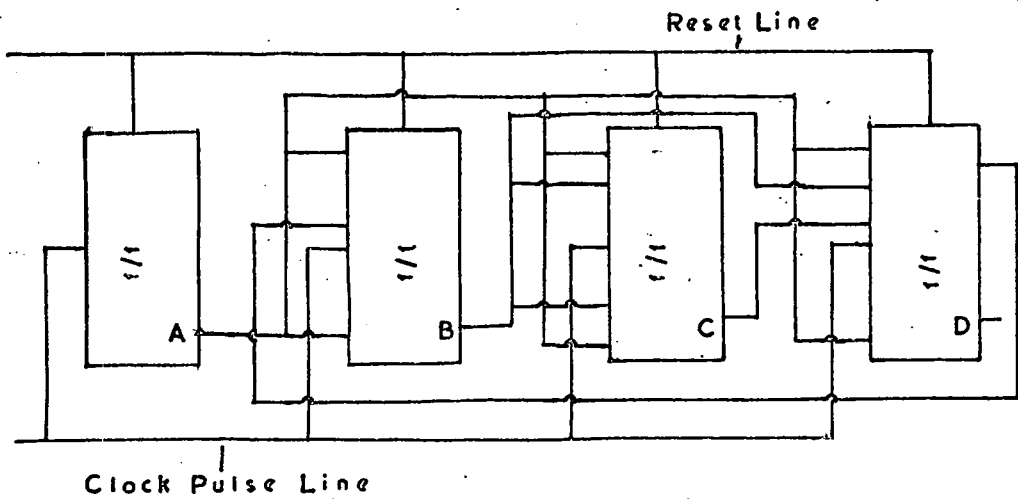 Reset Line
f/f
f/f
f/f
f/f
A
B
C
D
Clock Pulse Line